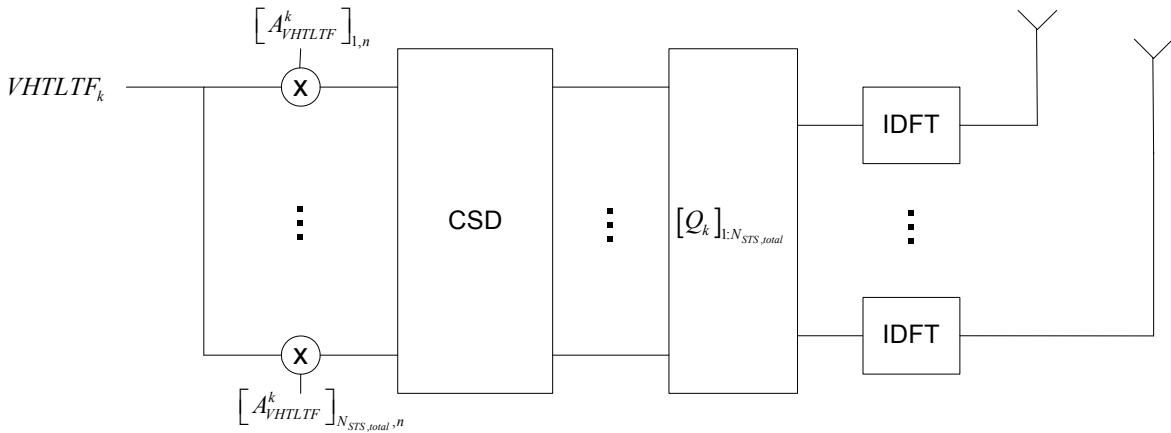 [A^k_{VHTLTF}]_{1,n}
VHTLTF_k
X
IDFT
CSD
[Q_k]_{1:N_{STS,total}}
X
IDFT
[A^k_{VHTLTF}]_{N_{STS,total},n}